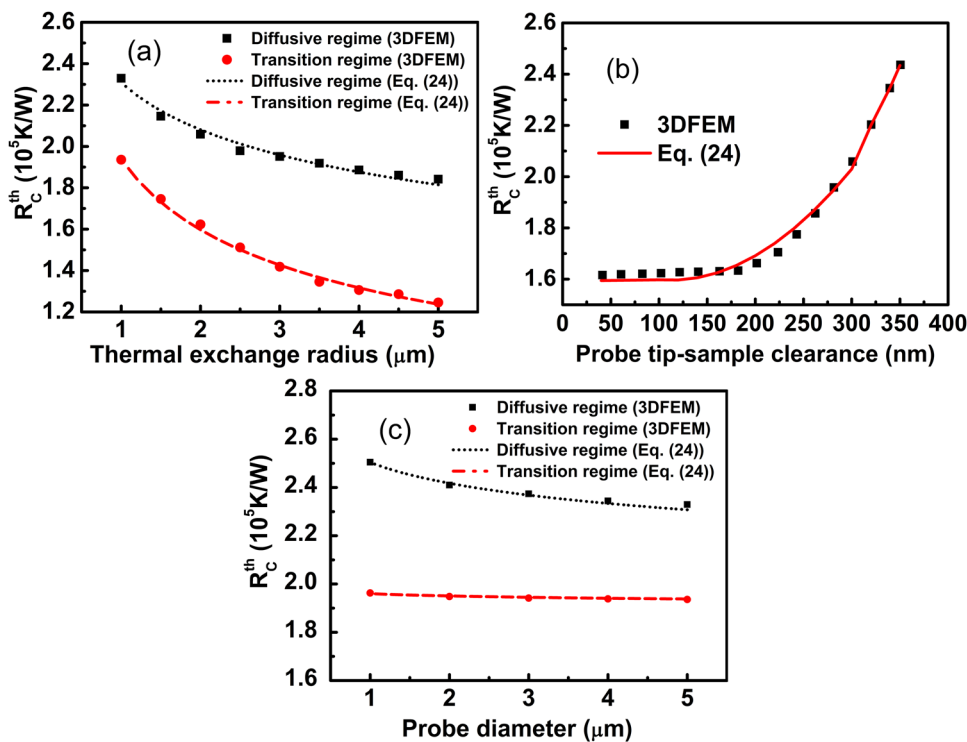 (a)
Diffusive regime (3DFEM)
Transition regime (3DFEM)
Diffusive regime (Eq. (24))
Transition regime (Eq. (24))
2.6
2.4
2.2
2.0
1.8
1.6
1.4
1.2
R_C^th (10^5K/W)
1 2 3 4 5
Thermal exchange radius (μm)
(b)
3DFEM
Eq. (24)
2.6
2.4
2.2
2.0
1.8
1.6
R_C^th (10^5K/W)
0 50 100 150 200 250 300 350 400
Probe tip-sample clearance (nm)
(c)
Diffusive regime (3DFEM)
Transition regime (3DFEM)
Diffusive regime (Eq. (24))
Transition regime (Eq. (24))
2.8
2.6
2.4
2.2
2.0
1.8
1.6
R_C^th (10^5K/W)
1 2 3 4 5
Probe diameter (μm)